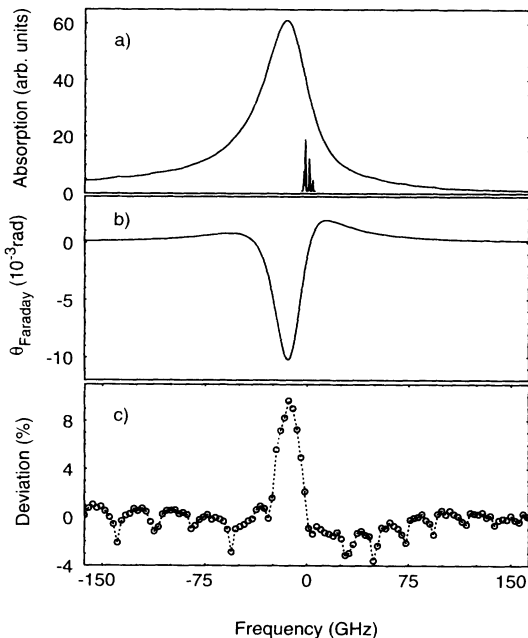 60
40
20
0
Absorption (arb. units)
a)
0
-5
-10
θFaraday (10-3rad)
b)
8
4
0
-4
Deviation (%)
c)
-150 -75 0 75 150
Frequency (GHz)